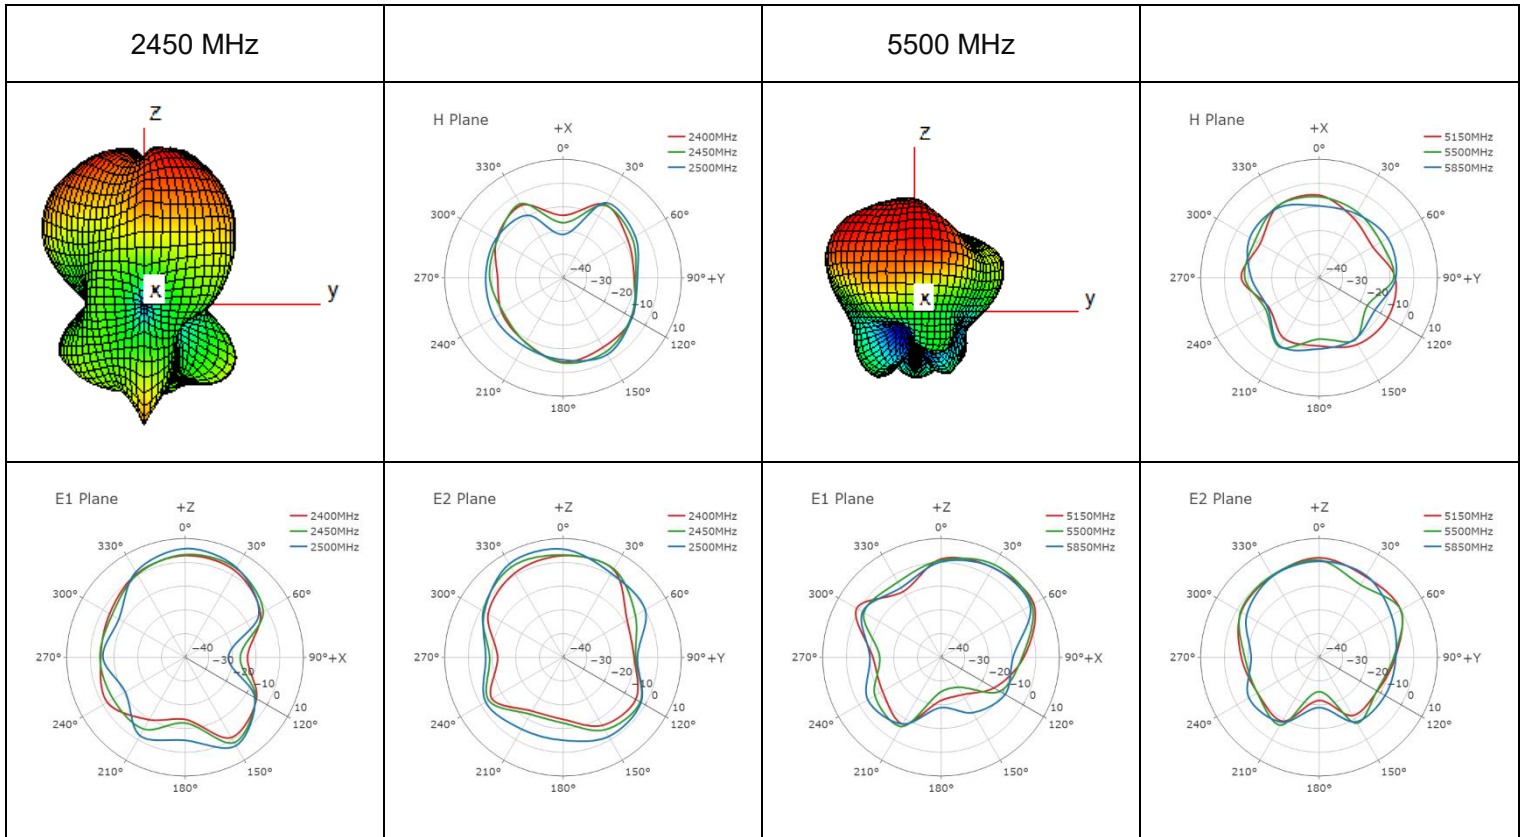 2450 MHz
5500 MHz
Z
y
x
H Plane
+X
0°
30°
60°
90°+Y
120°
150°
180°
210°
240°
270°
300°
330°
−40
−30
−20
−10
0
10
2400MHz
2450MHz
2500MHz
Z
y
x
H Plane
+X
0°
30°
60°
90°+Y
120°
150°
180°
210°
240°
270°
300°
330°
−40
−30
−20
−10
0
10
5150MHz
5500MHz
5850MHz
E1 Plane
+Z
0°
30°
60°
90°+X
120°
150°
180°
210°
240°
270°
300°
330°
−40
−30
−20
−10
0
10
2400MHz
2450MHz
2500MHz
E2 Plane
+Z
0°
30°
60°
90°+Y
120°
150°
180°
210°
240°
270°
300°
330°
−40
−30
−20
−10
0
10
2400MHz
2450MHz
2500MHz
E1 Plane
+Z
0°
30°
60°
90°+X
120°
150°
180°
210°
240°
270°
300°
330°
−40
−30
−20
−10
0
10
5150MHz
5500MHz
5850MHz
E2 Plane
+Z
0°
30°
60°
90°+Y
120°
150°
180°
210°
240°
270°
300°
330°
−40
−30
−20
−10
0
10
5150MHz
5500MHz
5850MHz